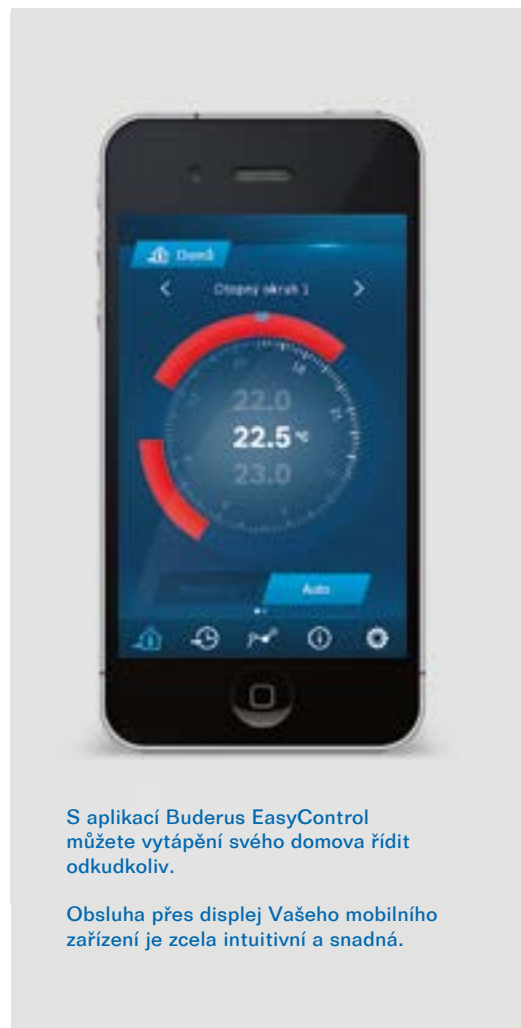 Domů
Otopný okruh 1
22.0
22.5 °C
23.0
Auto
S aplikací Buderus EasyControl
můžete vytápění svého domova řídit
odkudkoliv.
Obsluha přes displej Vašeho mobilního
zařízení je zcela intuitivní a snadná.